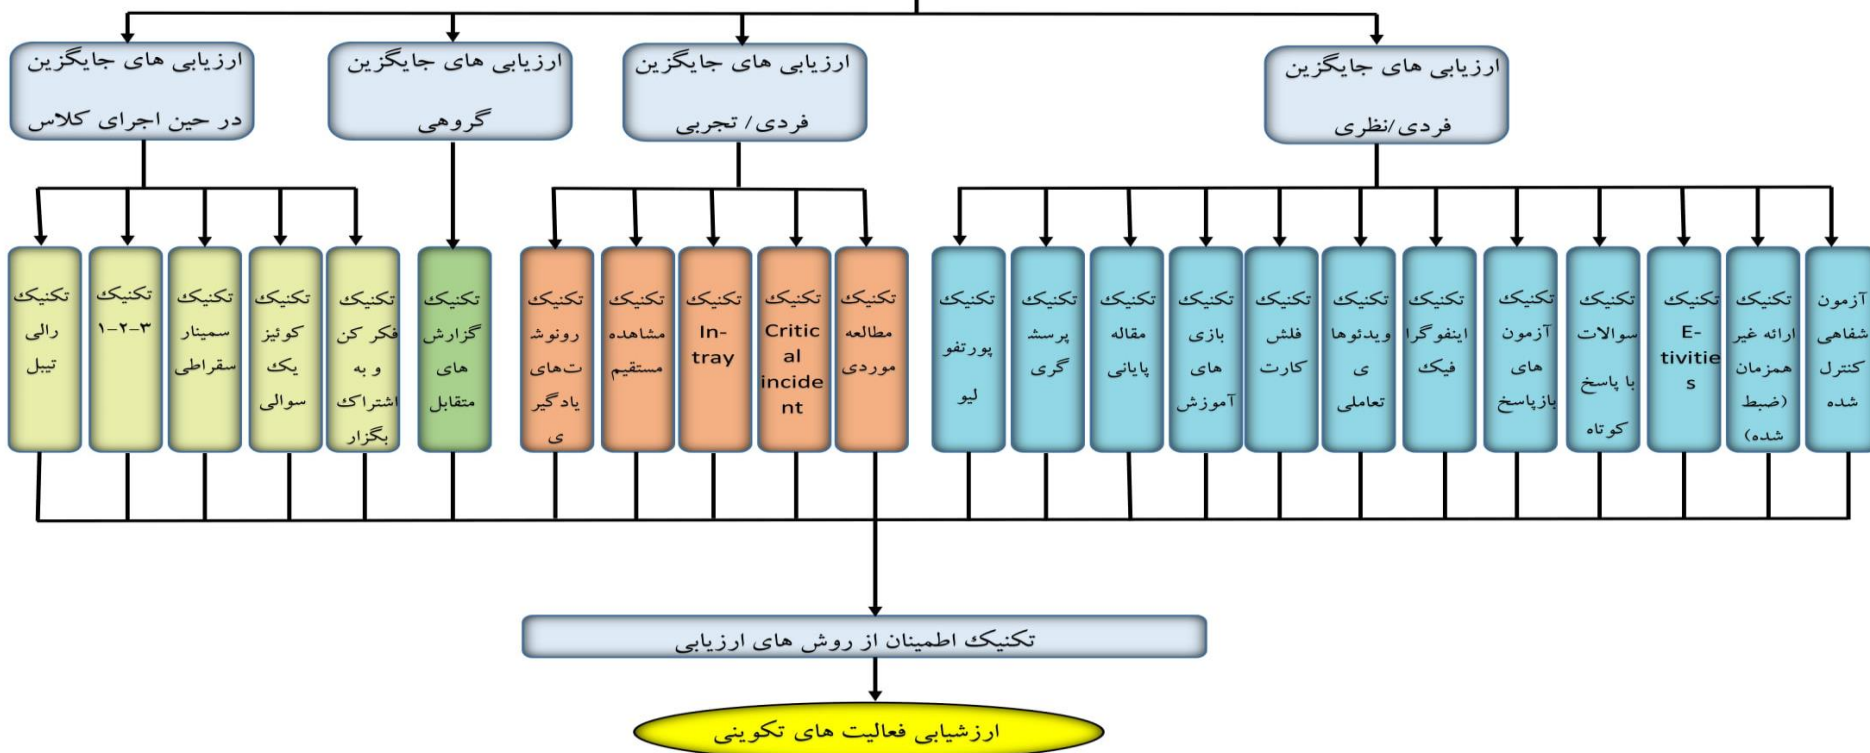 ارزیابی های جایگزین
فردی/نظری
ارزیابی های جایگزین
فردی/ تجربی
ارزیابی های جایگزین
گروهی
ارزیابی های جایگزین
در حین اجرای کلاس
آزمون
شفاهی
کنترل
شده
تکنیک
ارائه غیر
همزمان
(ضبط
شده)
تکنیک
E-
tivitie
s
تکنیک
سوالات
با پاسخ
کوتاه
تکنیک
آزمون
های
بازپاسخ
تکنیک
اینفوگرا
فیک
تکنیک
ویدئوها
ی
تعاملی
تکنیک
فلش
کارت
تکنیک
بازی
های
آموزش
تکنیک
مقاله
پایانی
تکنیک
پرسش
گری
تکنیک
پورتفو
لیو
تکنیک
مطالعه
موردی
تکنیک
Critic
al
incide
nt
تکنیک
In-
tray
تکنیک
مشاهده
مستقیم
تکنیک
رونوش
ت‌های
یادگیر
ی
تکنیک
گزارش
های
متقابل
تکنیک
فکر کن
و به
اشتراک
بگزار
تکنیک
کوئیز
یک
سوالی
تکنیک
سمینار
سقراطی
تکنیک
۱-۲-۳
تکنیک
رالی
تیبل
تکنیک اطمینان از روش های ارزیابی
ارزشیابی فعالیت های تکوینی